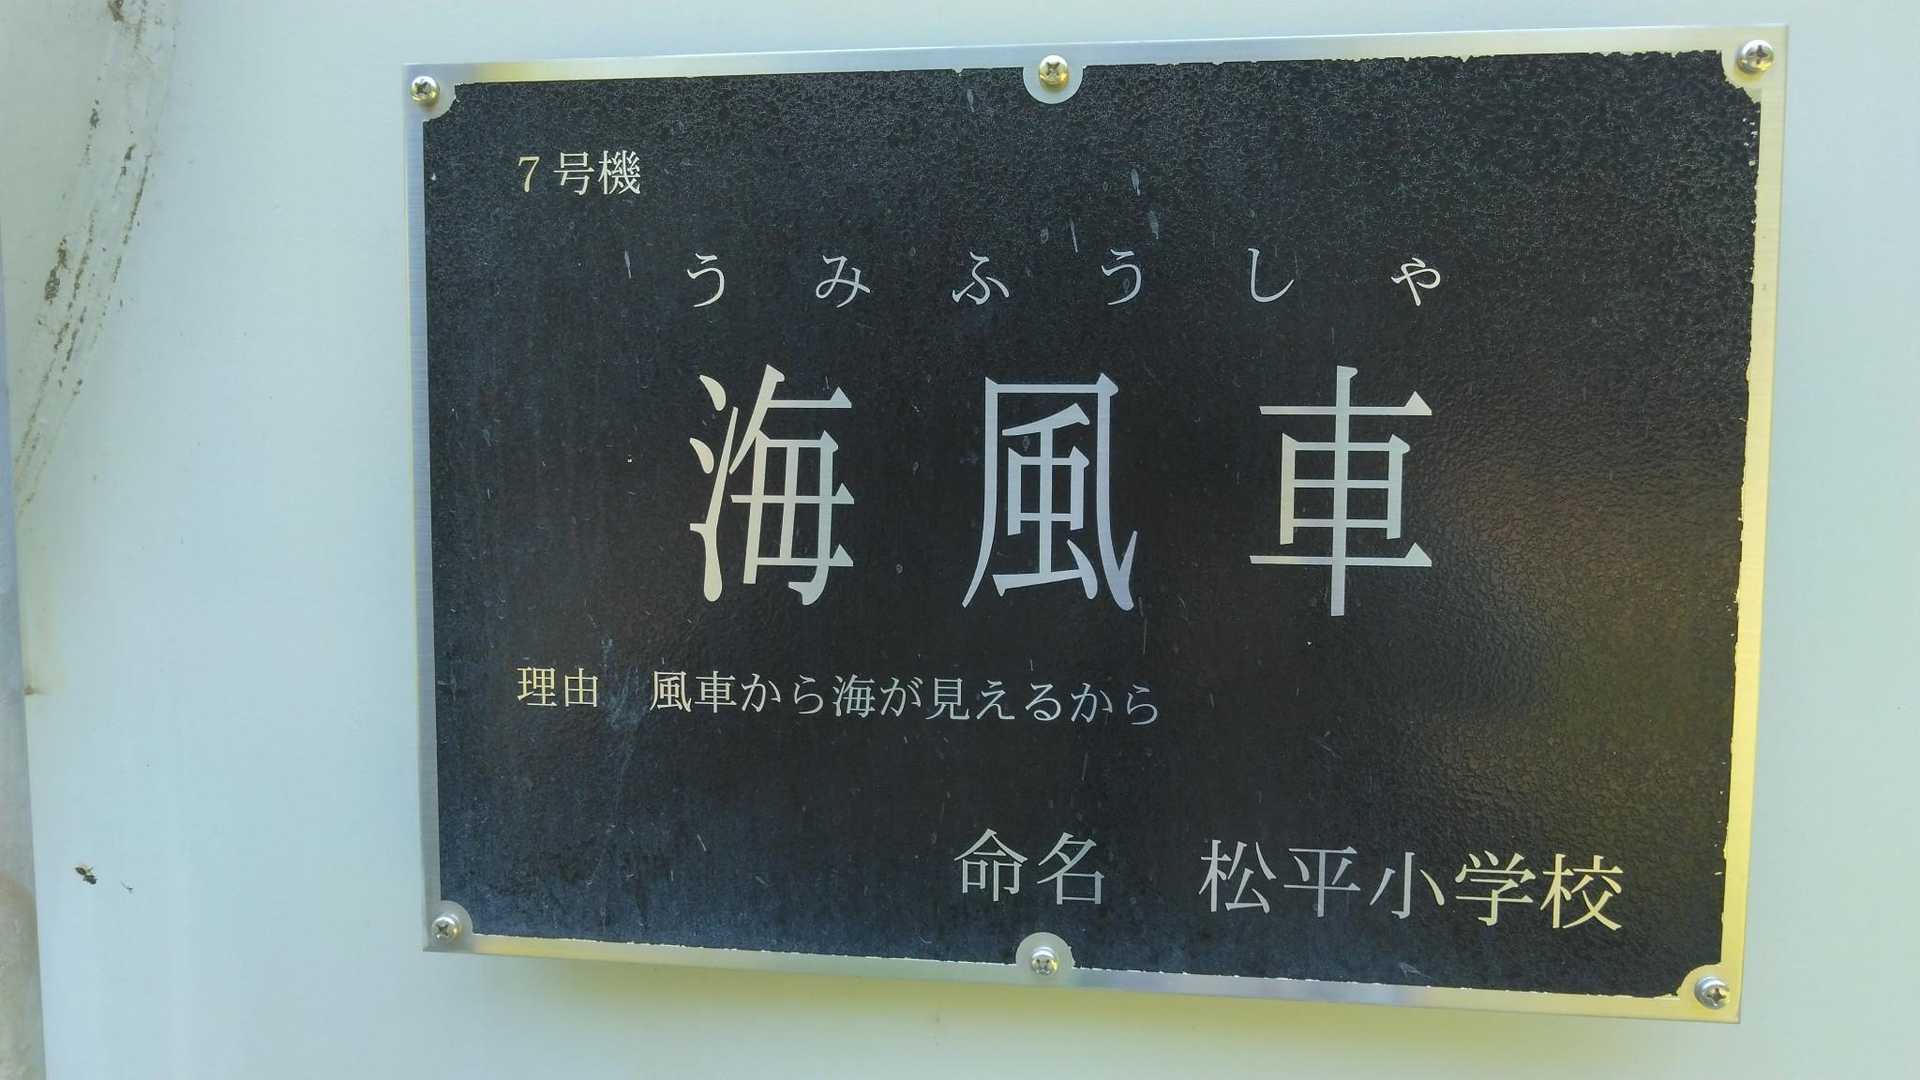 ７号機
うみふうしゃ
海風車
理由　風車から海が見えるから
命名　松平小学校